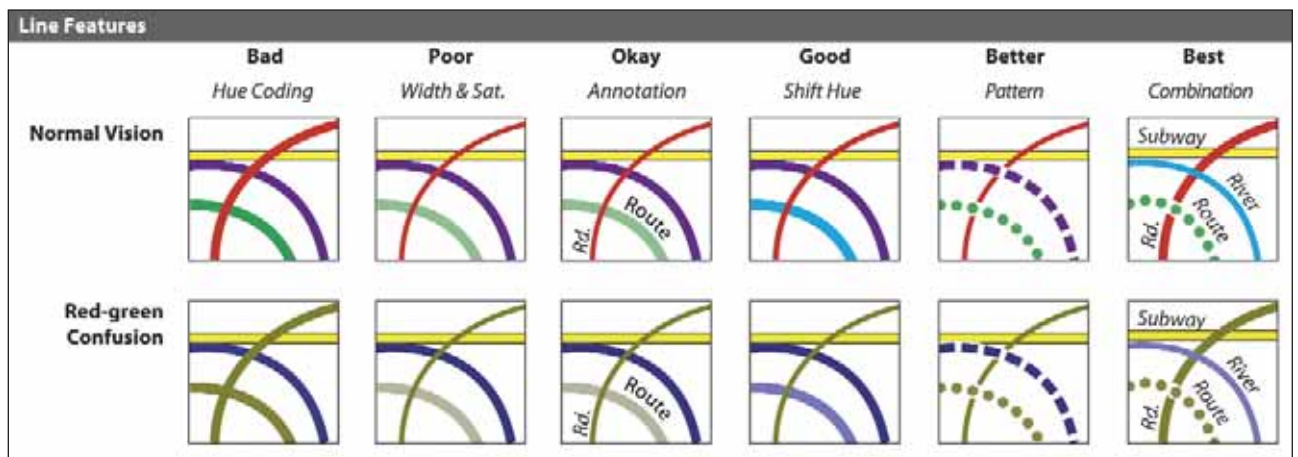 Line Features
Bad Poor Okay Good Better Best
Hue Coding Width & Sat. Annotation Shift Hue Pattern Combination
Normal Vision
Rd.
Route
Subway
River
Route
Rd.
Red-green
Confusion
Rd.
Route
Subway
River
Route
Rd.